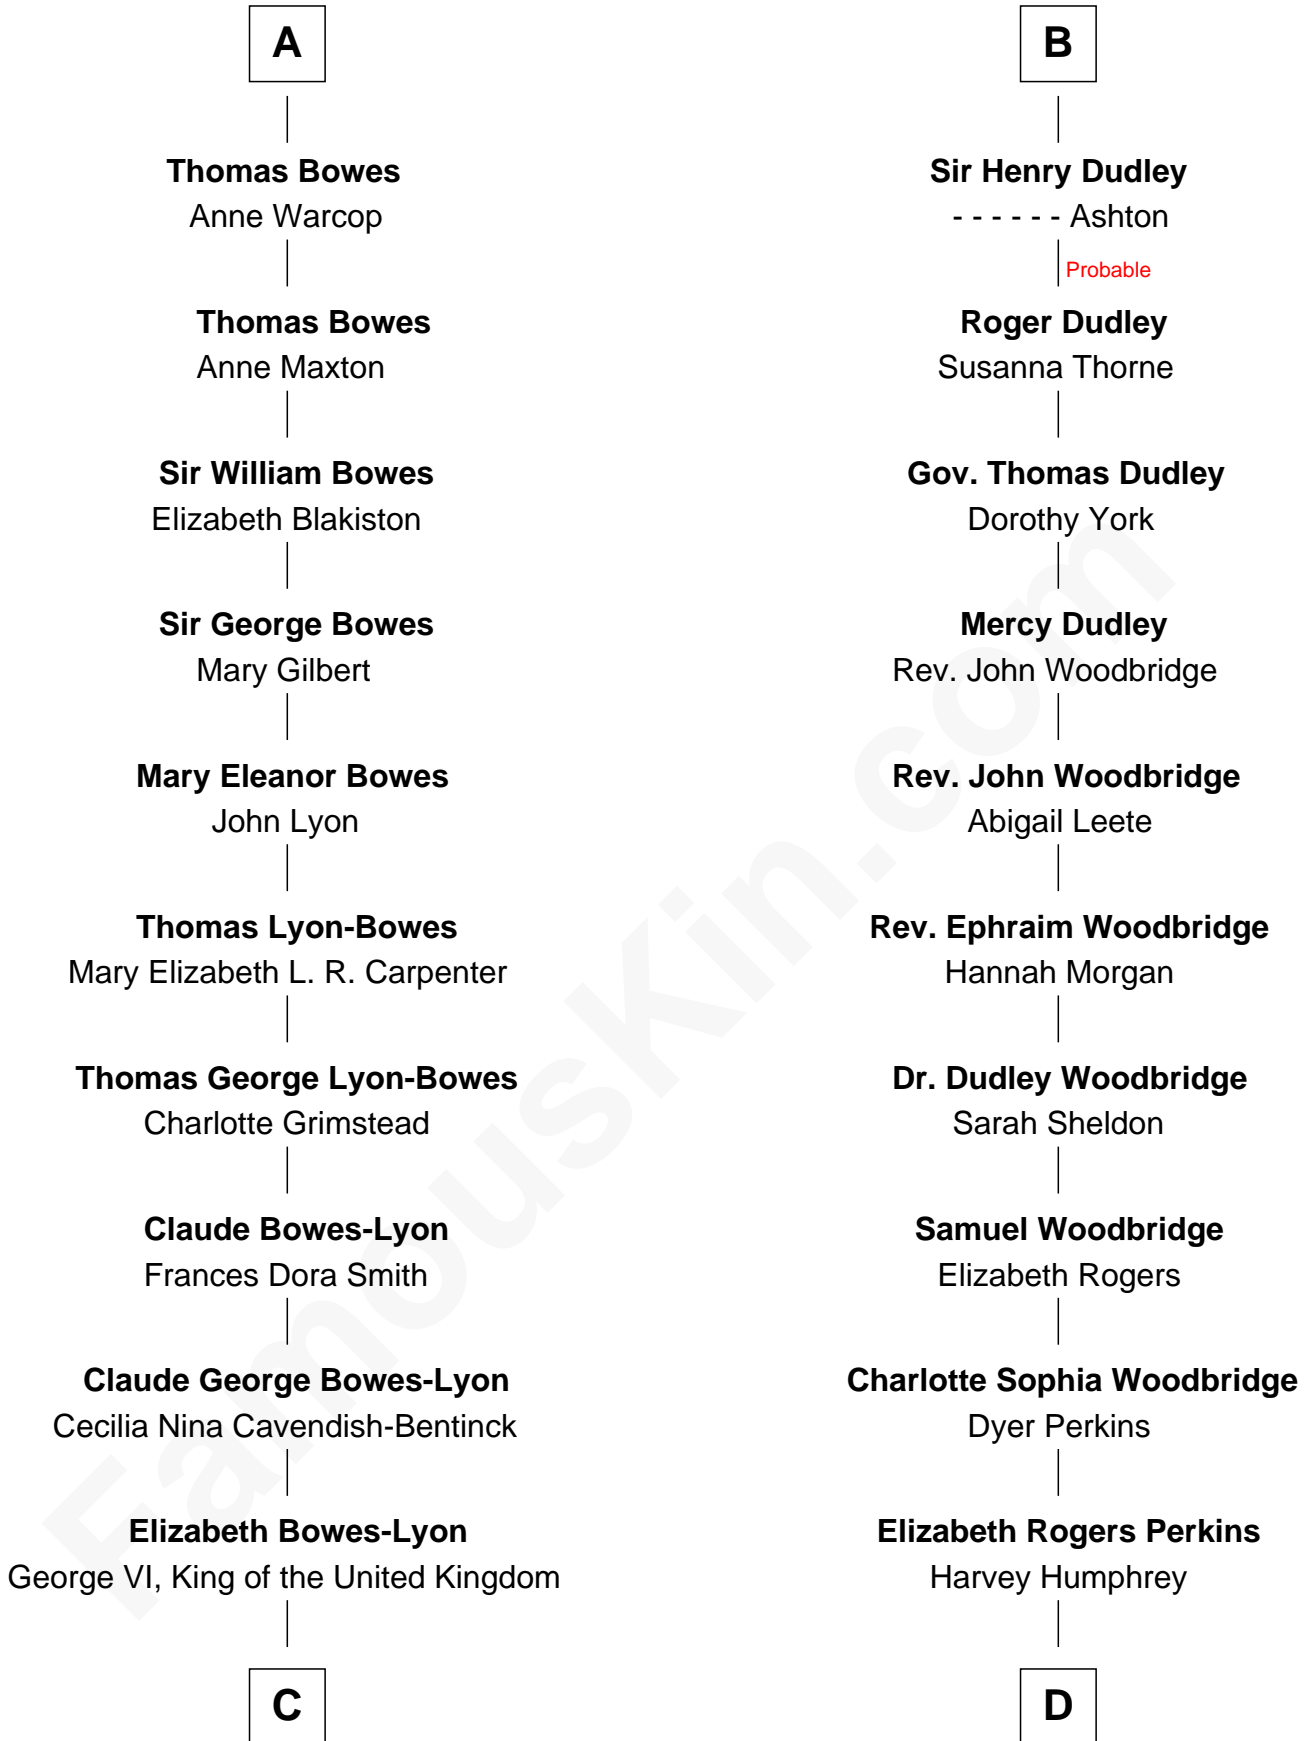 A
Thomas Bowes
Anne Warcop
Thomas Bowes
Anne Maxton
Sir William Bowes
Elizabeth Blakiston
Sir George Bowes
Mary Gilbert
Mary Eleanor Bowes
John Lyon
Thomas Lyon-Bowes
Mary Elizabeth L. R. Carpenter
Thomas George Lyon-Bowes
Charlotte Grimstead
Claude Bowes-Lyon
Frances Dora Smith
Claude George Bowes-Lyon
Cecilia Nina Cavendish-Bentinck
Elizabeth Bowes-Lyon
George VI, King of the United Kingdom
C
B
Sir Henry Dudley
- - - - - - Ashton
Probable
Roger Dudley
Susanna Thorne
Gov. Thomas Dudley
Dorothy York
Mercy Dudley
Rev. John Woodbridge
Rev. John Woodbridge
Abigail Leete
Rev. Ephraim Woodbridge
Hannah Morgan
Dr. Dudley Woodbridge
Sarah Sheldon
Samuel Woodbridge
Elizabeth Rogers
Charlotte Sophia Woodbridge
Dyer Perkins
Elizabeth Rogers Perkins
Harvey Humphrey
D
FamousKin.com